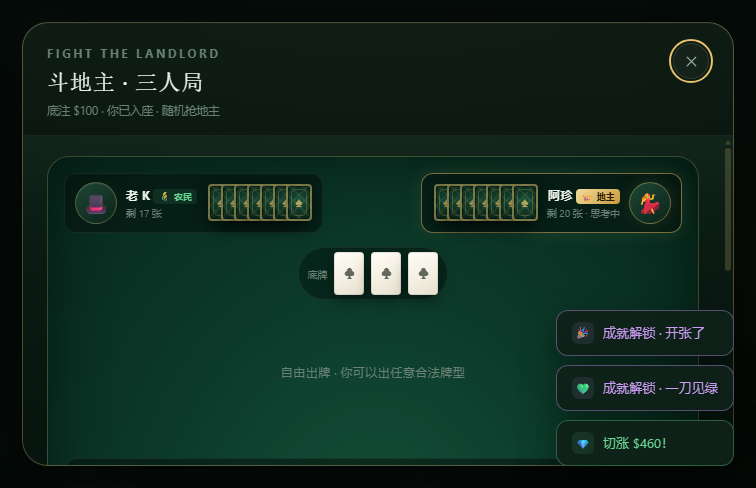 FIGHT THE LANDLORD
斗地主 · 三人局
底注 $100 · 你已入座 · 随机抢地主
老 K 农民
剩 17 张
阿珍 地主
剩 20 张 · 思考中
底牌
自由出牌 · 你可以出任意合法牌型
成就解锁 · 开张了
成就解锁 · 一刀见绿
切涨 $460!